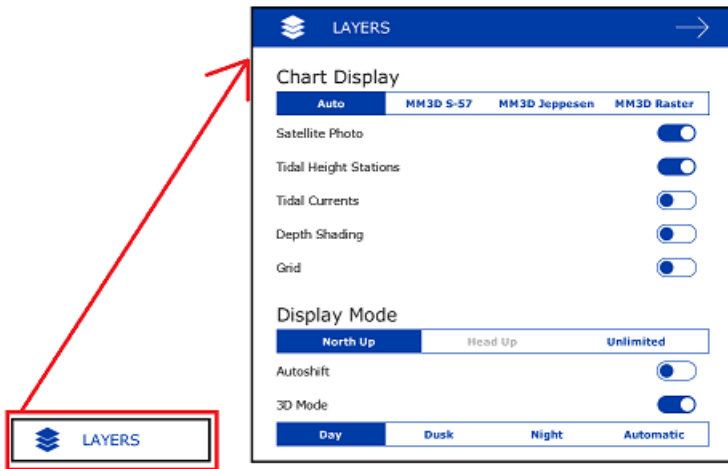 LAYERS
Chart Display
Auto MM3D S-57 MM3D Jeppesen MM3D Raster
Satellite Photo
Tidal Height Stations
Tidal Currents
Depth Shading
Grid
Display Mode
North Up Head Up Unlimited
Autoshift
3D Mode
Day Dusk Night Automatic
LAYERS